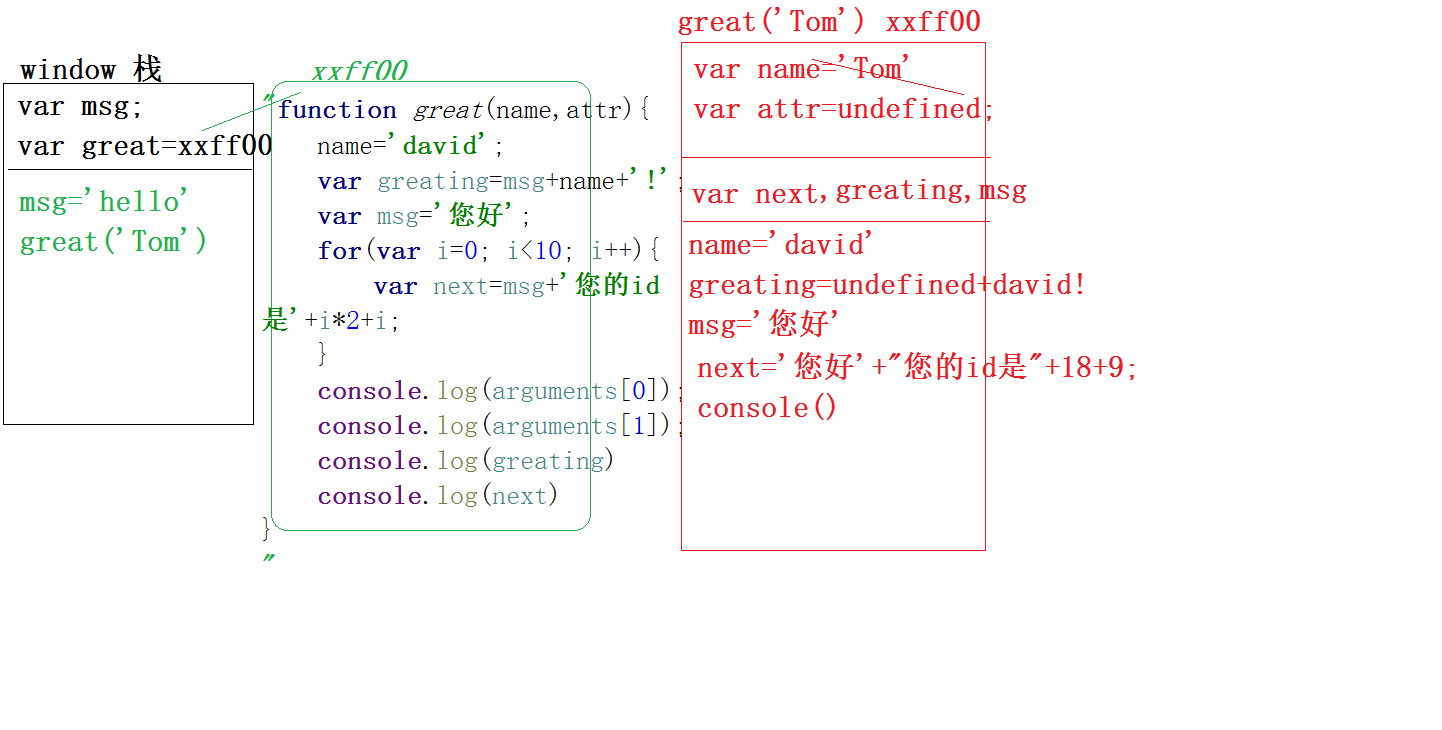 window 栈
var msg;
var great=xxff00
msg='hello'
great('Tom')
xxff00
"function great(name,attr){
name='david';
var greating=msg+name+'!';
var msg='您好';
for(var i=0; i<10; i++){
var next=msg+'您的id
是'+i*2+i;
}
console.log(arguments[0]);
console.log(arguments[1]);
console.log(greating)
console.log(next)
}
"
great('Tom') xxff00
var name='Tom'
var attr=undefined;
var next,greating,msg
name='david'
greating=undefined+david!
msg='您好'
next='您好'+"您的id是"+18+9;
console()